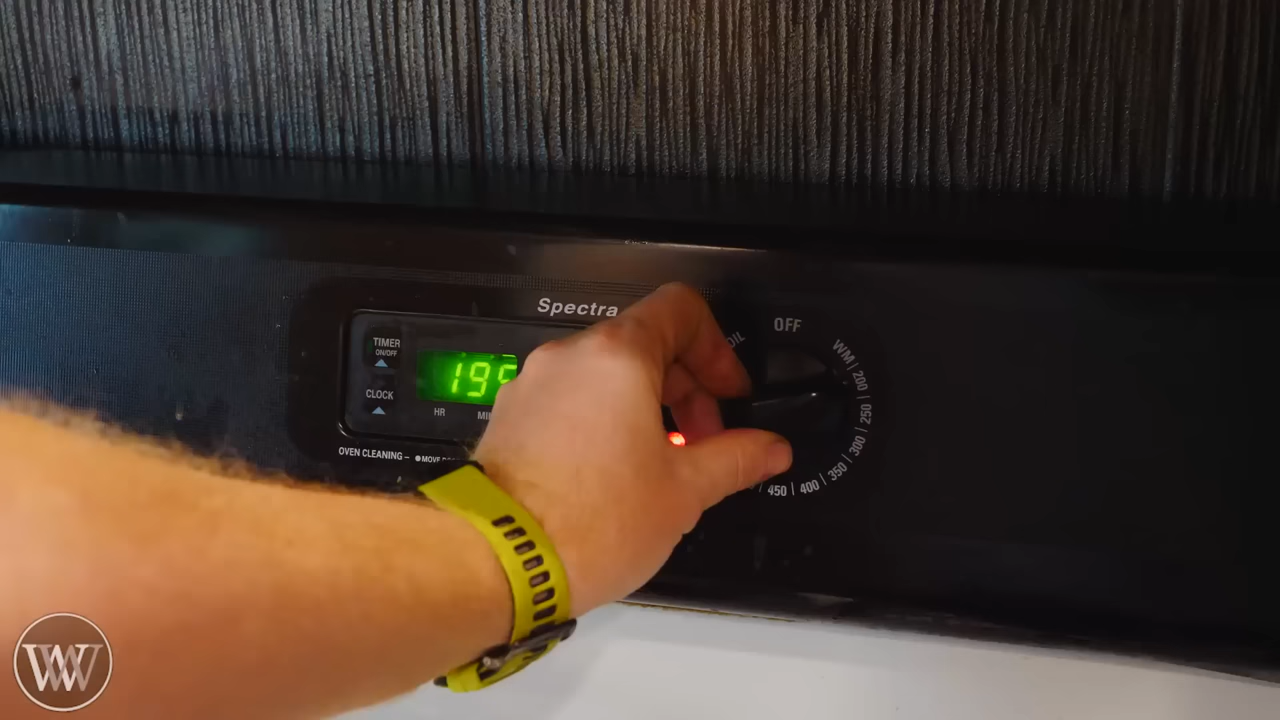 Spectra
TIMER
ON/OFF
CLOCK
HR
OVEN CLEANING –
OFF
WM
200
250
300
350
400
450
W